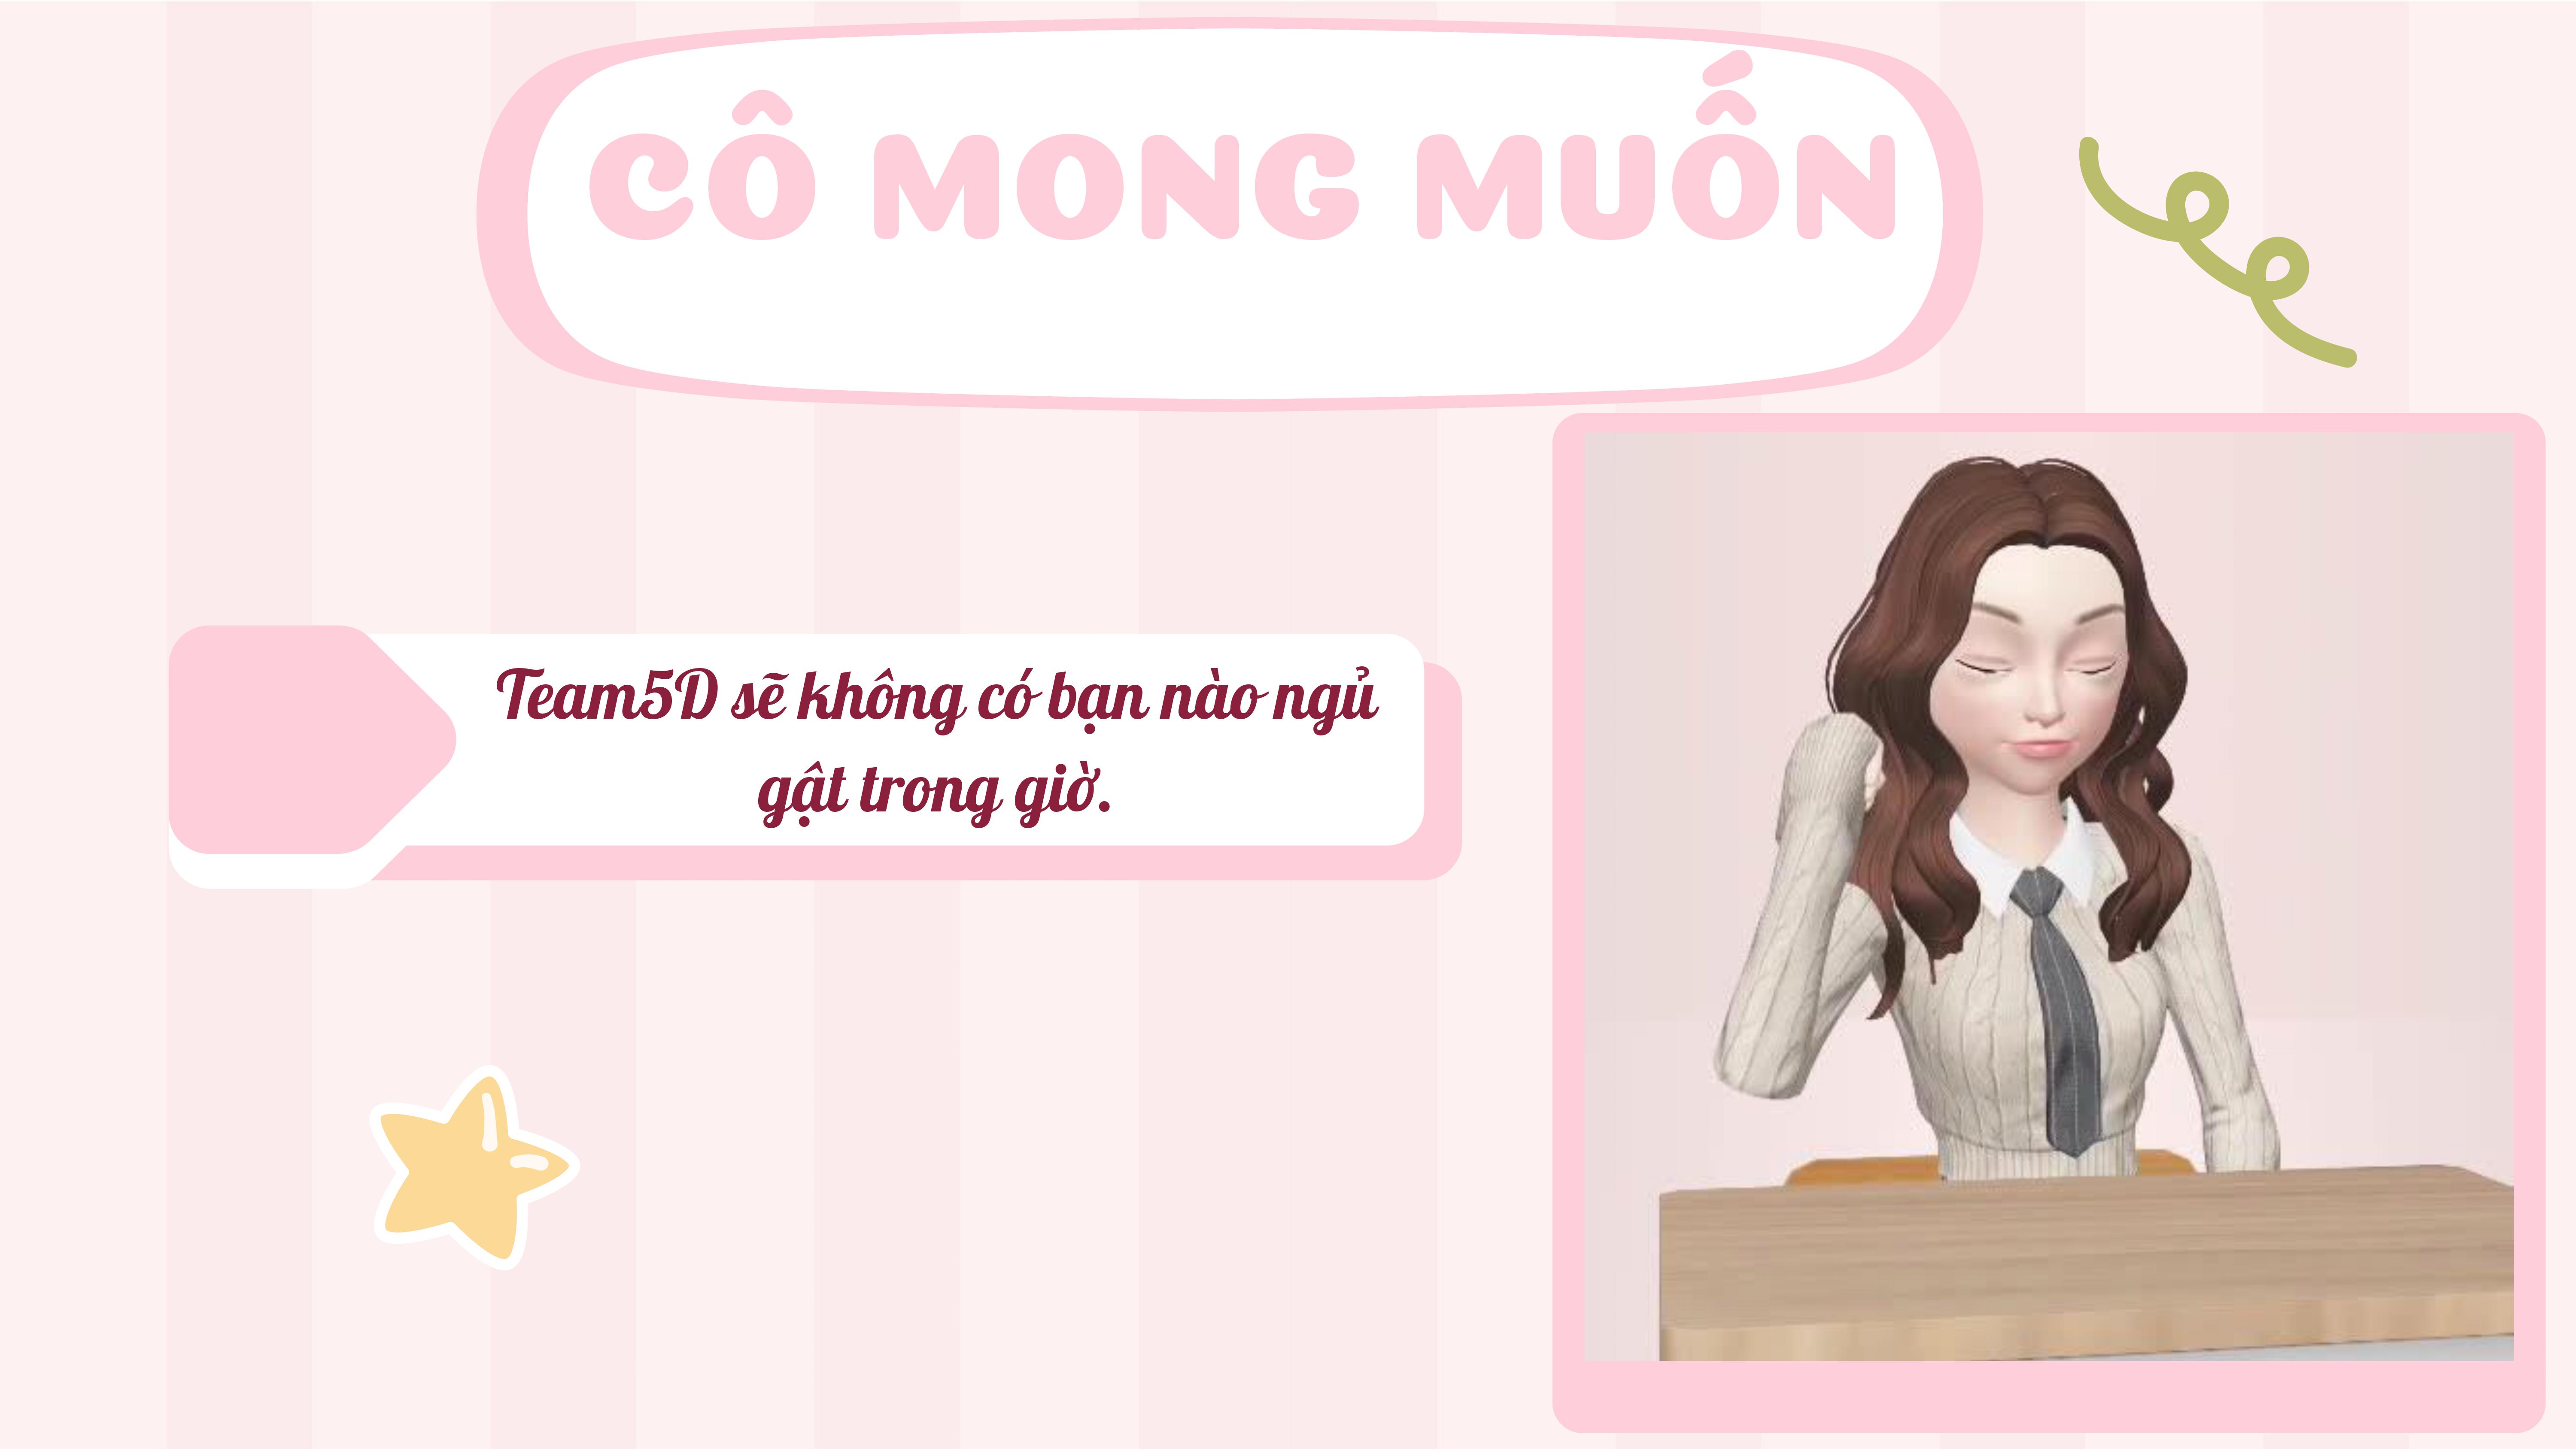 CÔ MONG MUỐN
Team5D sẽ không có bạn nào ngủ
gật trong giờ.